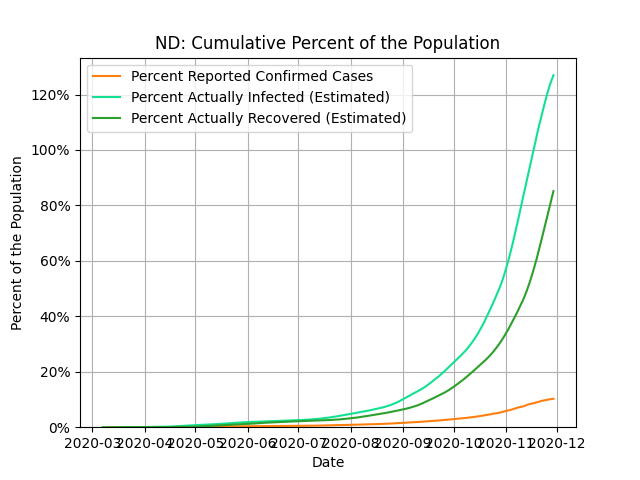 ND: Cumulative Percent of the Population
Percent Reported Confirmed Cases
Percent Actually Infected (Estimated)
Percent Actually Recovered (Estimated)
120%
100%
80%
60%
40%
20%
0%
Percent of the Population
2020-03 2020-04 2020-05 2020-06 2020-07 2020-08 2020-09 2020-10 2020-11 2020-12
Date